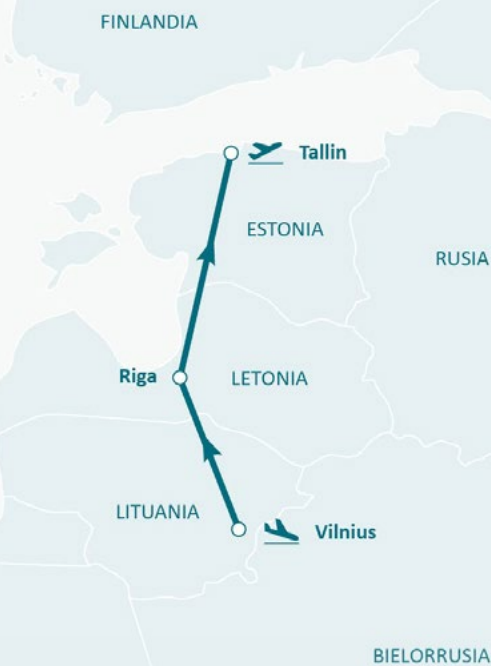 FINLANDIA
Tallin
ESTONIA
RUSIA
Riga
LETONIA
LITUANIA
Vilnius
BIELORRUSIA